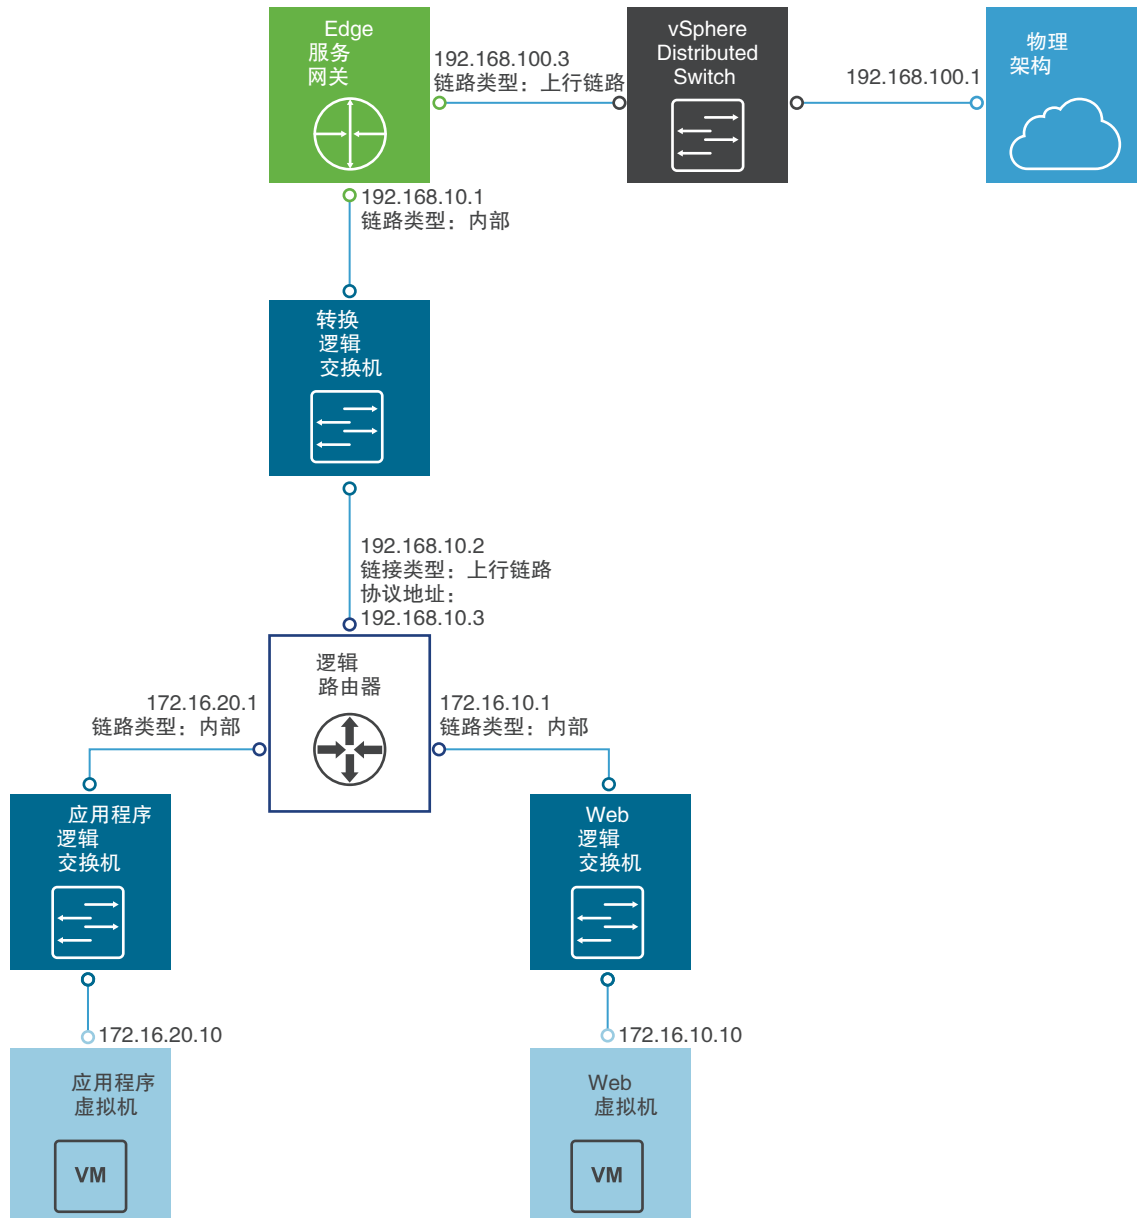 Edge
服务
网关
192.168.100.3
链路类型：上行链路
vSphere
Distributed
Switch
192.168.100.1
物理
架构
192.168.10.1
链路类型：内部
转换
逻辑
交换机
192.168.10.2
链接类型：上行链路
协议地址：
192.168.10.3
逻辑
路由器
172.16.20.1
链路类型：内部
172.16.10.1
链路类型：内部
应用程序
逻辑
交换机
Web
逻辑
交换机
172.16.20.10
172.16.10.10
应用程序
虚拟机
VM
Web
虚拟机
VM